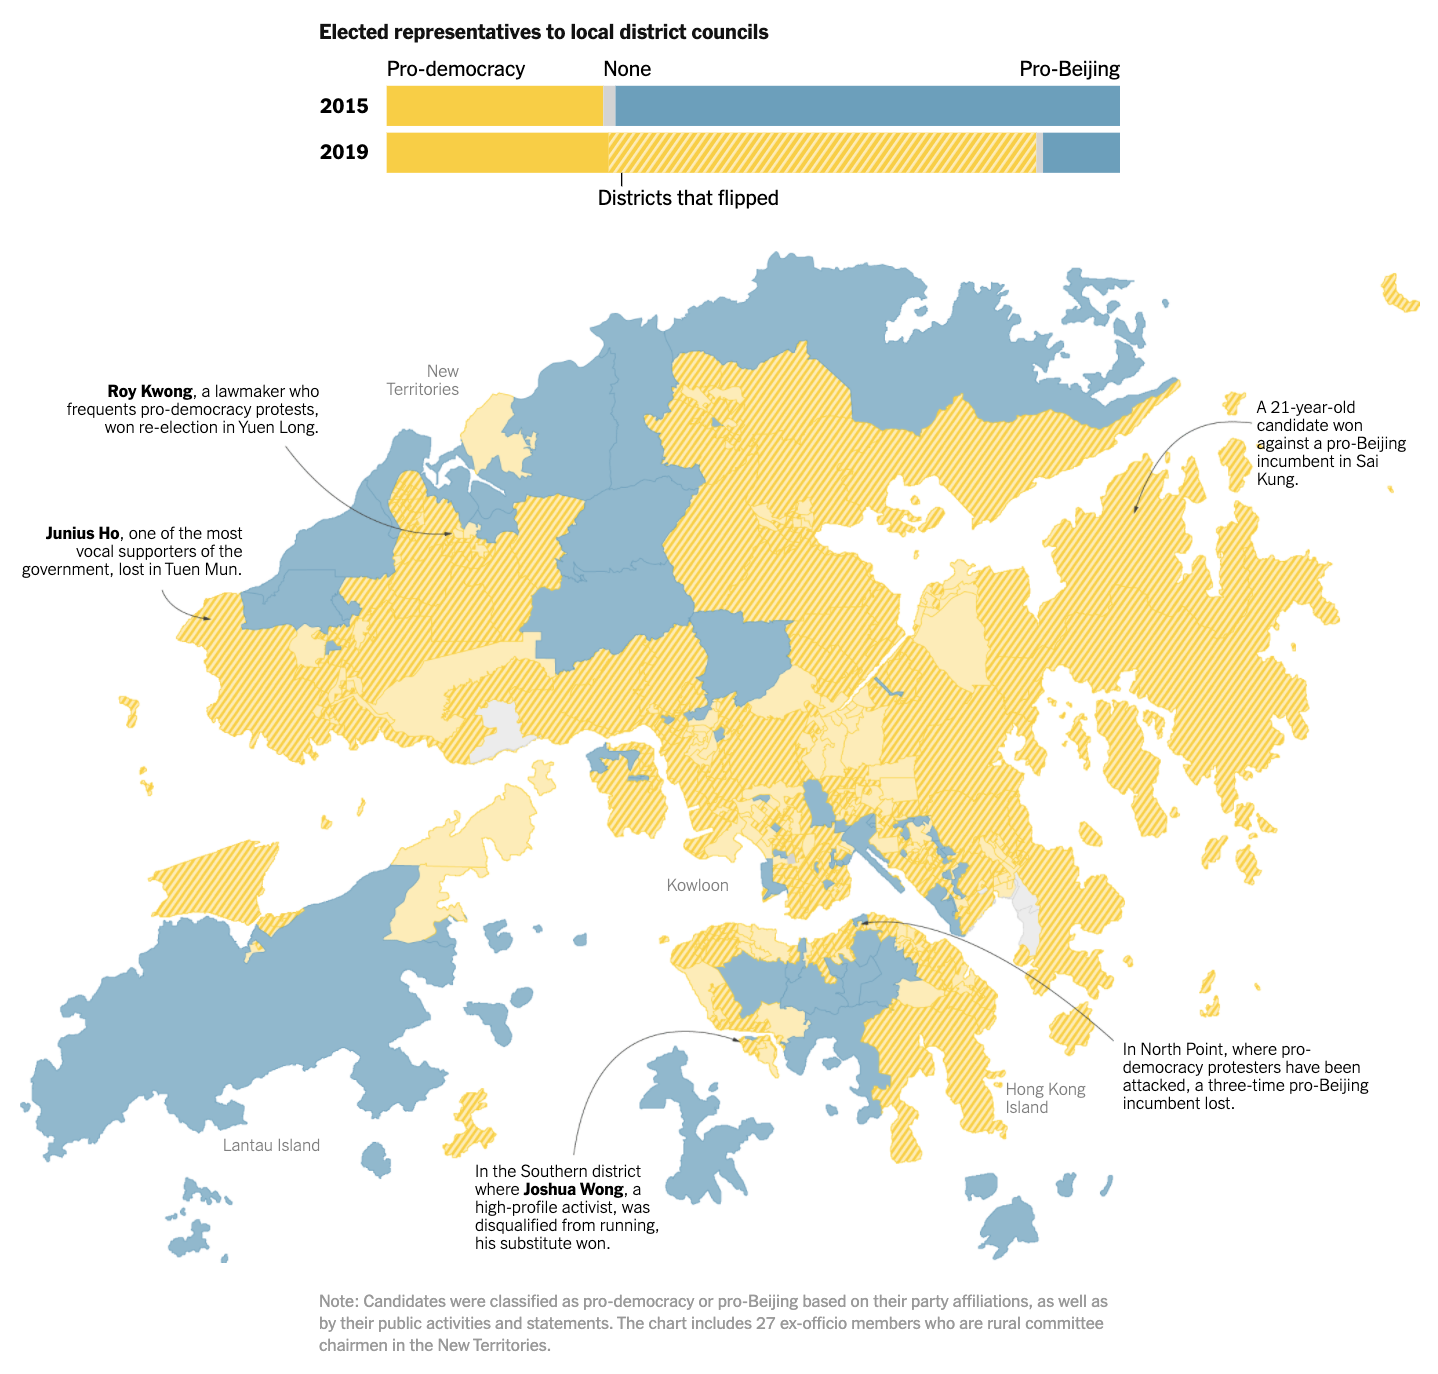 Elected representatives to local district councils
Pro-democracy None Pro-Beijing
2015
2019
Districts that flipped
New
Territories
Roy Kwong, a lawmaker who
frequents pro-democracy protests,
won re-election in Yuen Long.
A 21-year-old
candidate won
against a pro-Beijing
incumbent in Sai
Kung.
Junius Ho, one of the most
vocal supporters of the
government, lost in Tuen Mun.
Kowloon
In North Point, where pro-
democracy protesters have been
attacked, a three-time pro-Beijing
incumbent lost.
Hong Kong
Island
Lantau Island
In the Southern district
where Joshua Wong, a
high-profile activist, was
disqualified from running,
his substitute won.
Note: Candidates were classified as pro-democracy or pro-Beijing based on their party affiliations, as well as
by their public activities and statements. The chart includes 27 ex-officio members who are rural committee
chairmen in the New Territories.